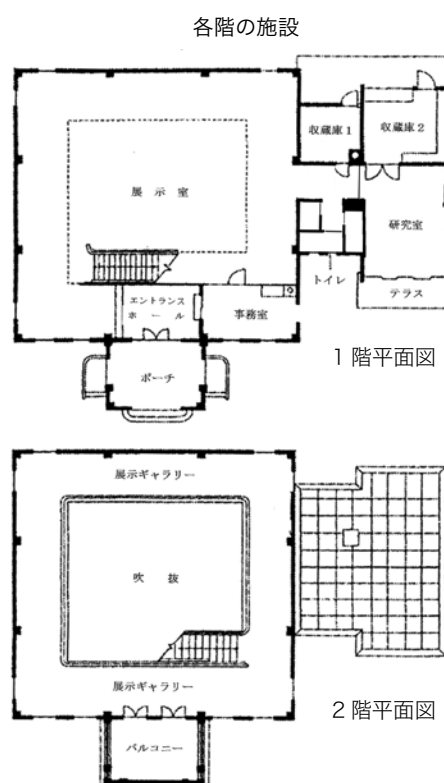 各階の施設
収蔵庫1
収蔵庫2
展示室
研究室
トイレ
テラス
エントランス
ホール
事務室
ポーチ
1階平面図
展示ギャラリー
吹抜
展示ギャラリー
バルコニー
2階平面図